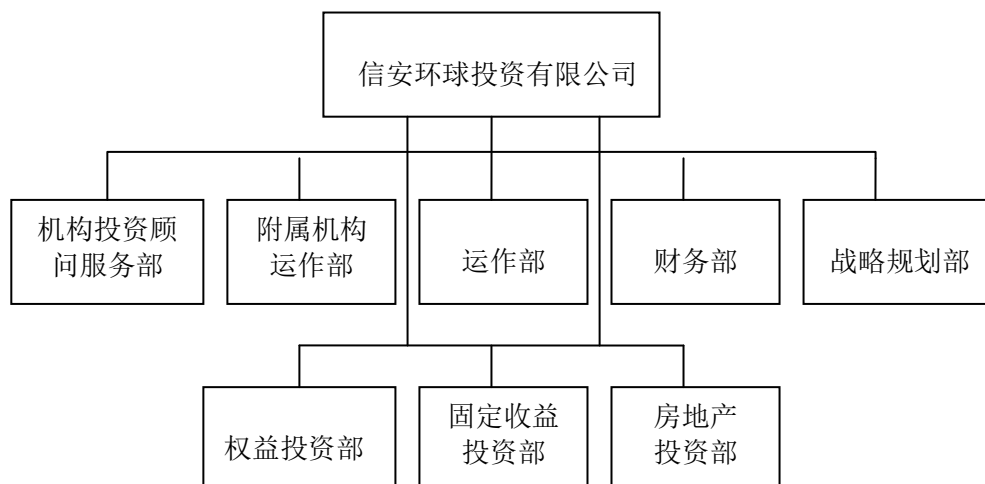 信安环球投资有限公司
机构投资顾
问服务部
附属机构
运作部
运作部
财务部
战略规划部
权益投资部
固定收益
投资部
房地产
投资部